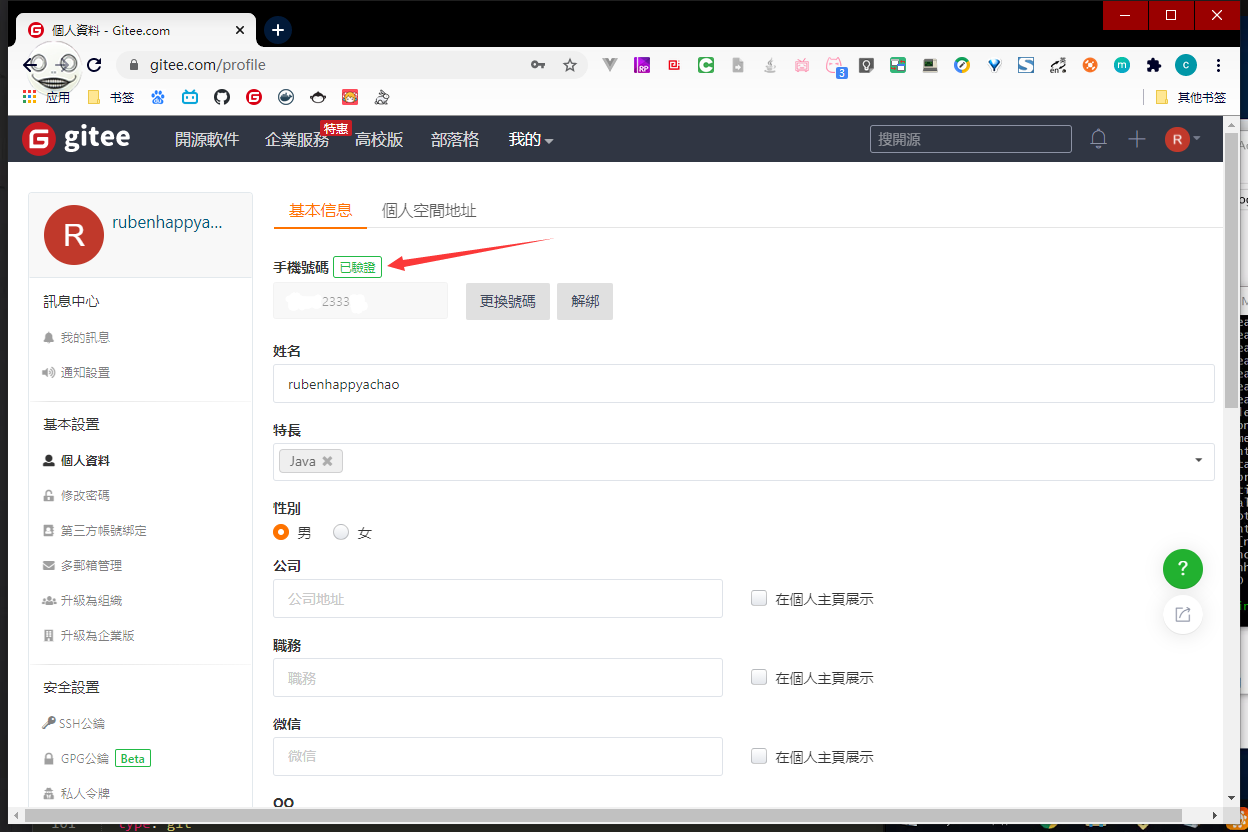 個人資料 - Gitee.com
gitee.com/profile
应用 书签 其他书签
gitee 開源軟件 企業服務 特惠 高校版 部落格 我的 搜開源 R
R rubenhappya...
訊息中心
我的訊息
通知設置
基本設置
個人資料
修改密碼
第三方帳號綁定
多郵箱管理
升級為組織
升級為企業版
安全設置
SSH公鑰
GPG公鑰 Beta
私人令牌
基本信息 個人空間地址
手機號碼 已驗證
2333 更換號碼 解綁
姓名
rubenhappyachao
特長
Java
性別
男 女
公司
公司地址 在個人主頁展示
職務
職務 在個人主頁展示
微信
微信 在個人主頁展示
QQ
?